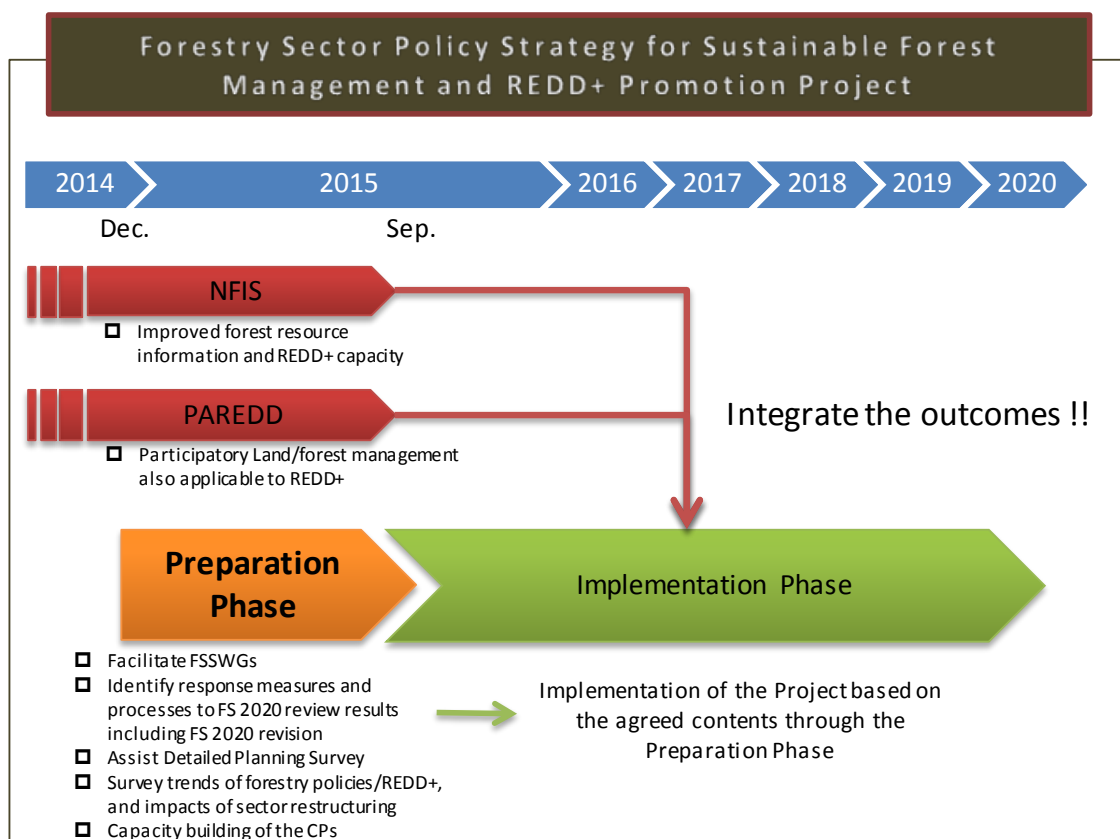 Forestry Sector Policy Strategy for Sustainable Forest
Management and REDD+ Promotion Project
2014 2015 2016 2017 2018 2019 2020
Dec. Sep.
NFIS
Improved forest resource
information and REDD+ capacity
PAREDD
Participatory Land/forest management
also applicable to REDD+
Integrate the outcomes !!
Preparation
Phase
Implementation Phase
Facilitate FSSWGs
Identify response measures and
processes to FS 2020 review results
including FS 2020 revision
Assist Detailed Planning Survey
Survey trends of forestry policies/REDD+,
and impacts of sector restructuring
Capacity building of the CPs
Implementation of the Project based on
the agreed contents through the
Preparation Phase